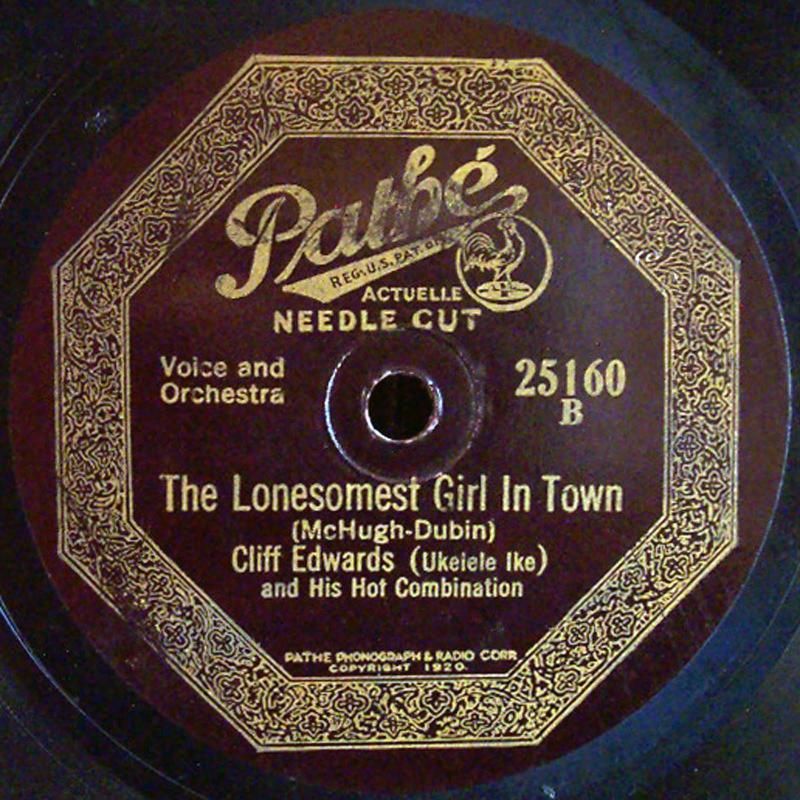 Pathé
REG. U.S. PAT. OFF.
ACTUELLE
NEEDLE CUT
Voice and
Orchestra
25160
B
The Lonesomest Girl In Town
(McHugh-Dubin)
Cliff Edwards (Ukelele Ike)
and His Hot Combination
PATHE PHONOGRAPH & RADIO CORP.
COPYRIGHT 1920.